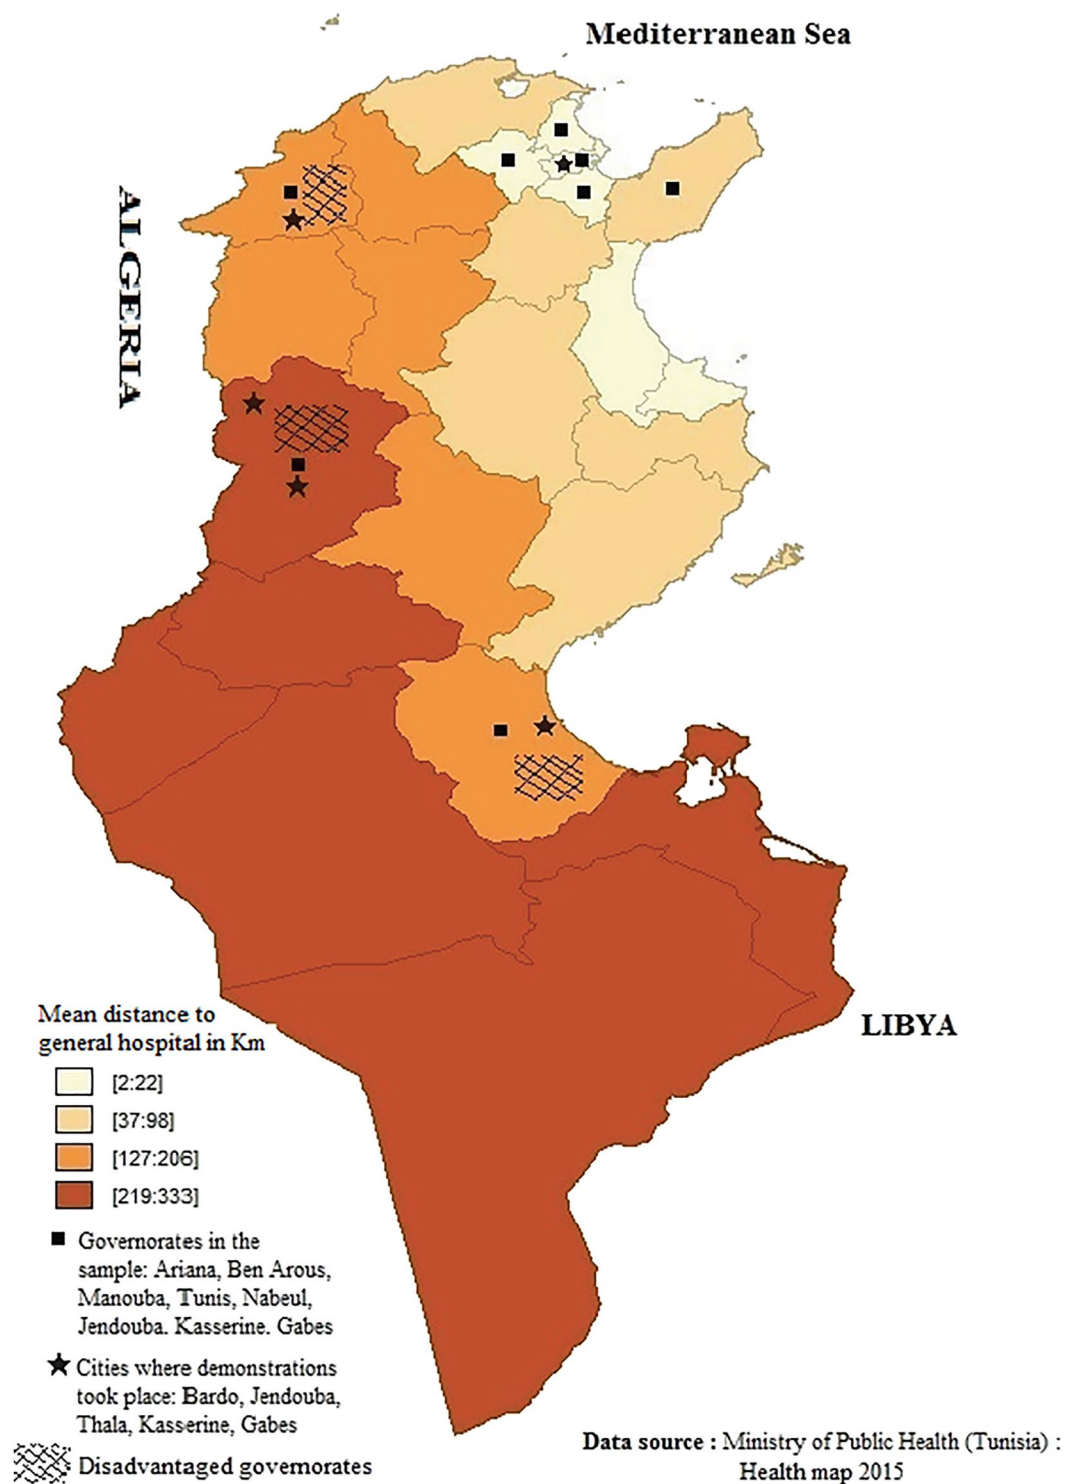 Mediterranean Sea
ALGERIA
LIBYA
Mean distance to
general hospital in Km
[2:22]
[37:98]
[127:206]
[219:333]
Governorates in the
sample: Ariana, Ben Arous,
Manouba, Tunis, Nabeul,
Jendouba. Kasserine. Gabes
Cities where demonstrations
took place: Bardo, Jendouba,
Thala, Kasserine, Gabes
Disadvantaged governorates
Data source : Ministry of Public Health (Tunisia) :
Health map 2015